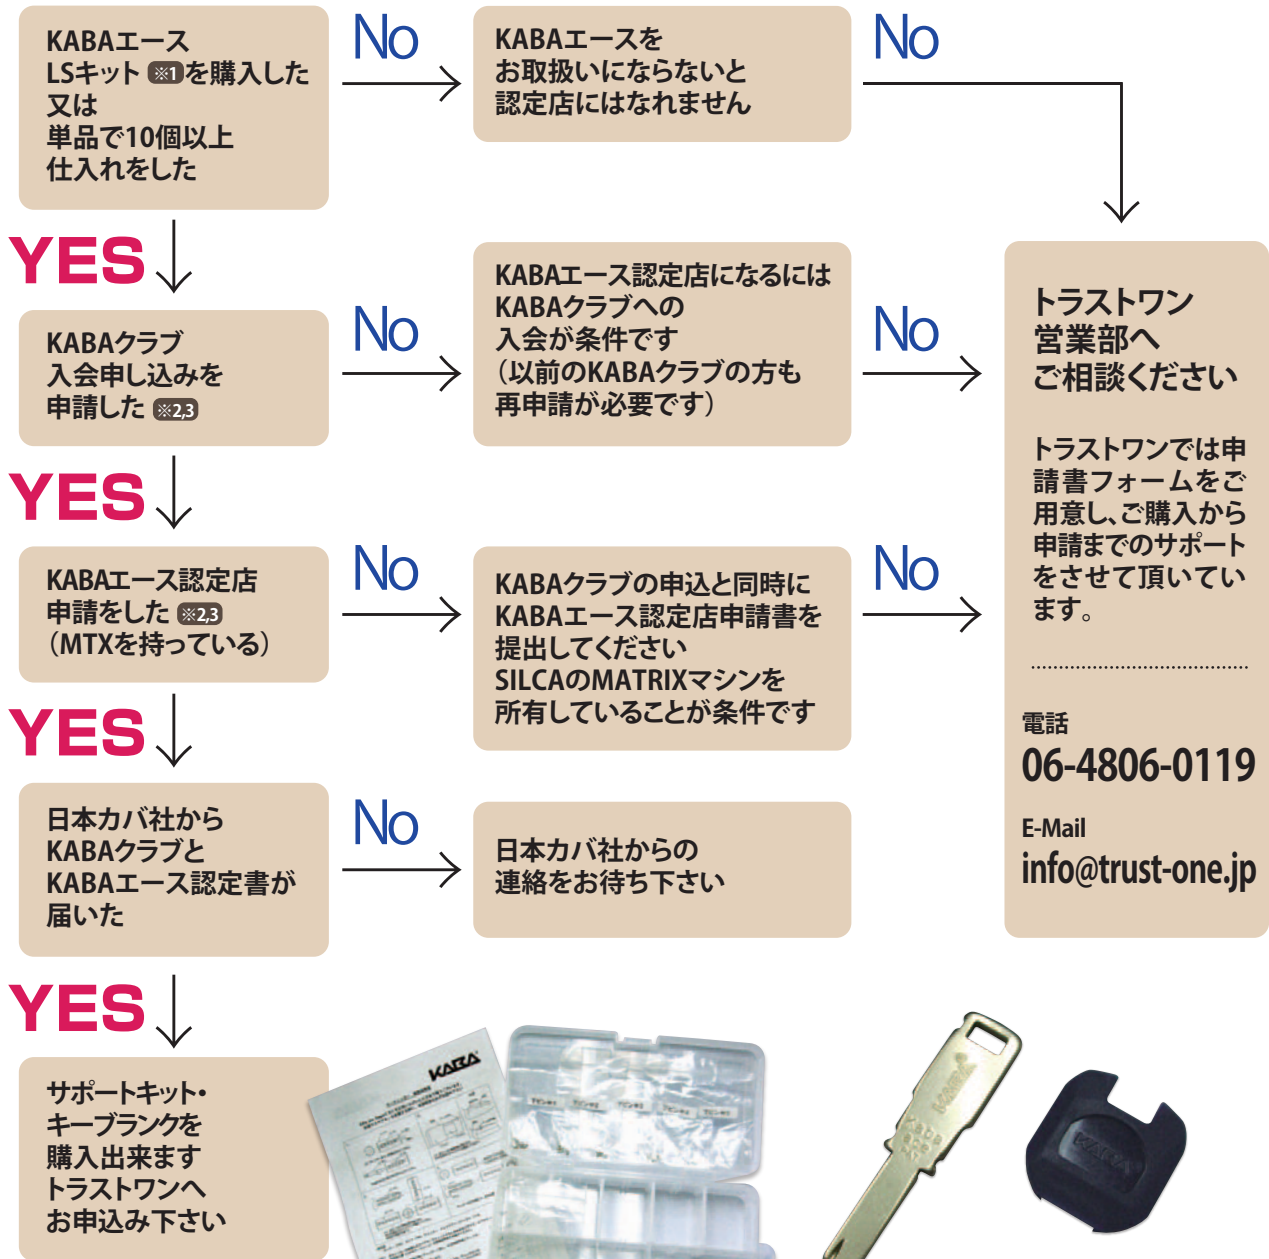 KABAエース
LSキット ※1を購入した
又は
単品で10個以上
仕入れをした
No
KABAエースを
お取扱いにならないと
認定店にはなれません
No
YES
KABAクラブ
入会申し込みを
申請した ※2,3
No
KABAエース認定店になるには
KABAクラブへの
入会が条件です
（以前のKABAクラブの方も
再申請が必要です）
No
YES
KABAエース認定店
申請をした ※2,3
（MTXを持っている）
No
KABAクラブの申込と同時に
KABAエース認定店申請書を
提出してください
SILCAのMATRIXマシンを
所有していることが条件です
No
トラストワン
営業部へ
ご相談ください
トラストワンでは申
請書フォームをご
用意し、ご購入から
申請までのサポート
をさせて頂いてい
ます。
電話
06-4806-0119
E-Mail
info@trust-one.jp
YES
日本カバ社から
KABAクラブと
KABAエース認定書が
届いた
No
日本カバ社からの
連絡をお待ち下さい
YES
サポートキット・
キーブランクを
購入出来ます
トラストワンへ
お申込み下さい
KABA
KABA
KABA